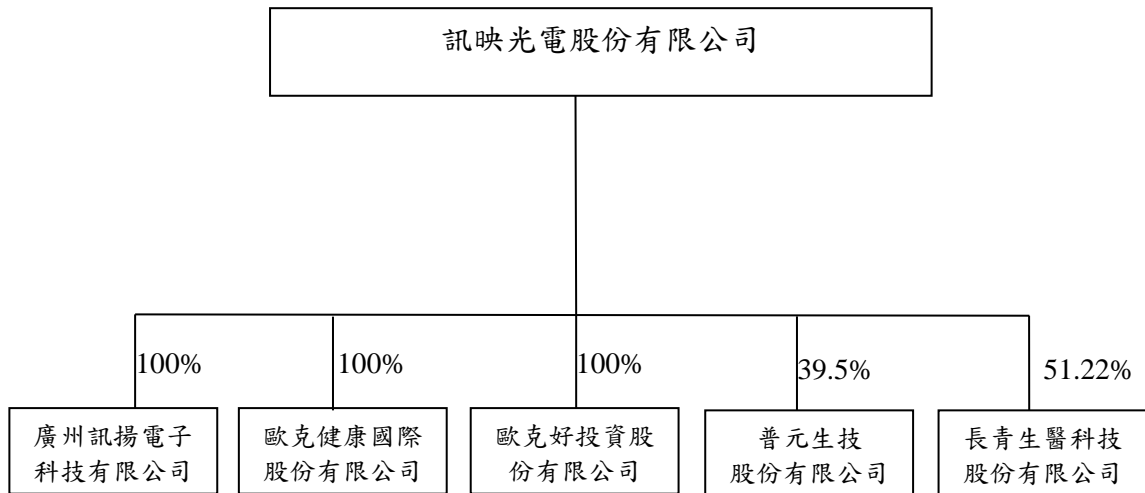 訊映光電股份有限公司
100%
100%
100%
39.5%
51.22%
廣州訊揚電子
科技有限公司
歐克健康國際
股份有限公司
歐克好投資股
份有限公司
普元生技
股份有限公司
長青生醫科技
股份有限公司